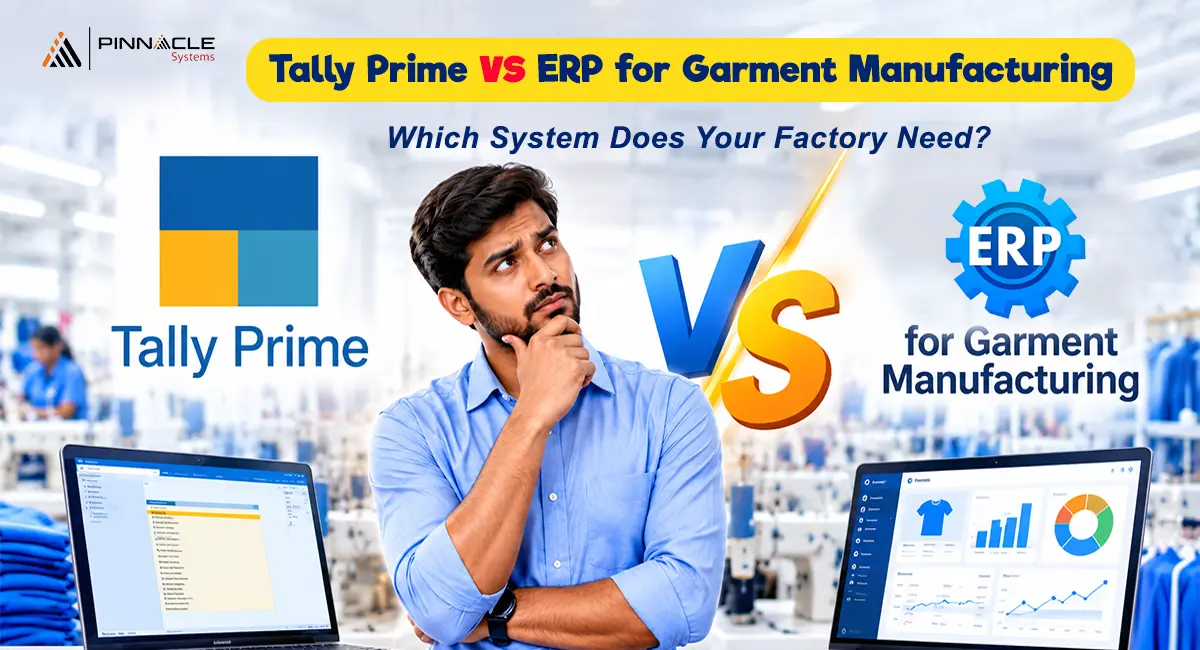 PINNACLE
Systems
Tally Prime VS ERP for Garment Manufacturing
Which System Does Your Factory Need?
Tally Prime
VS
ERP
for Garment
Manufacturing